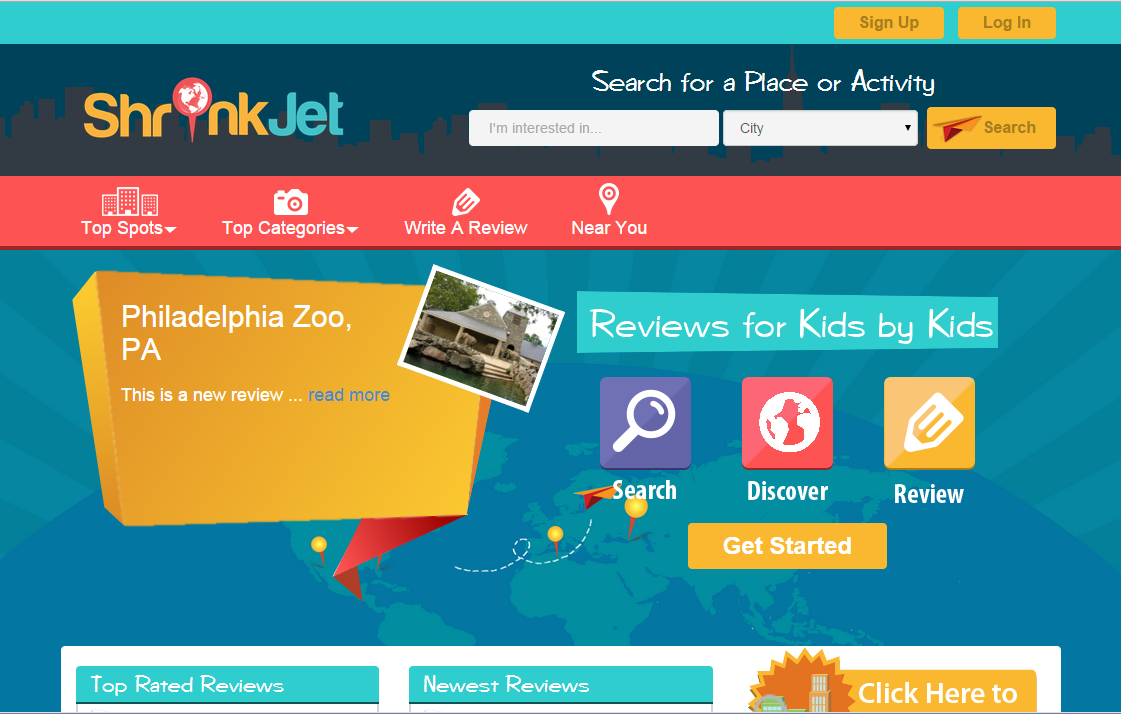 Sign Up
Log In
ShrinkJet
Search for a Place or Activity
I'm interested in...
City
Search
Top Spots
Top Categories
Write A Review
Near You
Philadelphia Zoo,
PA
This is a new review ... read more
Reviews for Kids by Kids
Search
Discover
Review
Get Started
Top Rated Reviews
Newest Reviews
Click Here to